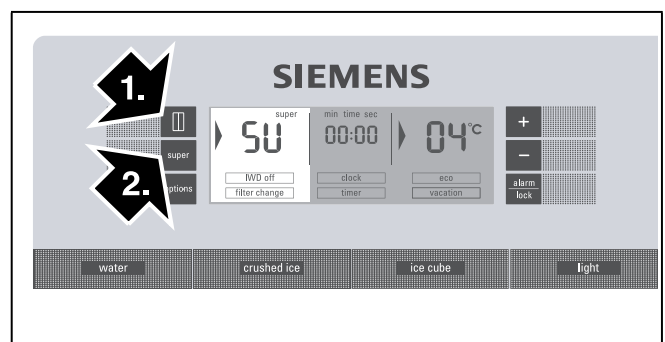 SIEMENS
1.
super
min time sec
SU
00:00
04°C
+
super
−
2.
IWD off
clock
eco
filter change
timer
vacation
alarm
lock
water
crushed ice
ice cube
light